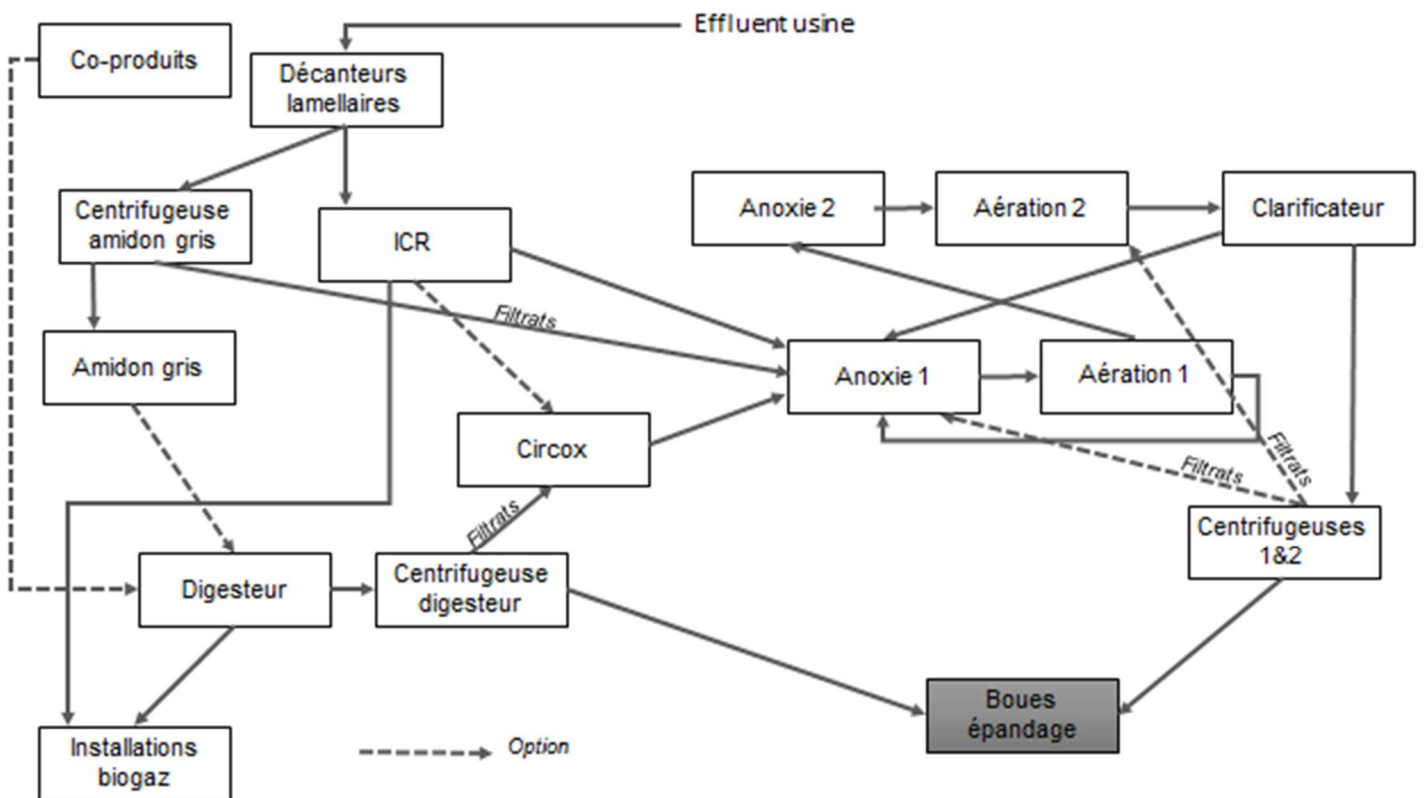 Effluent usine
Co-produits
Décanteurs
lamellaires
Centrifugeuse
amidon gris
ICR
Anoxie 2
Aération 2
Clarificateur
Filtrats
Amidon gris
Anoxie 1
Aération 1
Circox
Filtrats
Filtrats
Filtrats
Centrifugeuses
1&2
Digesteur
Centrifugeuse
digesteur
Boues
épandage
Installations
biogaz
Option